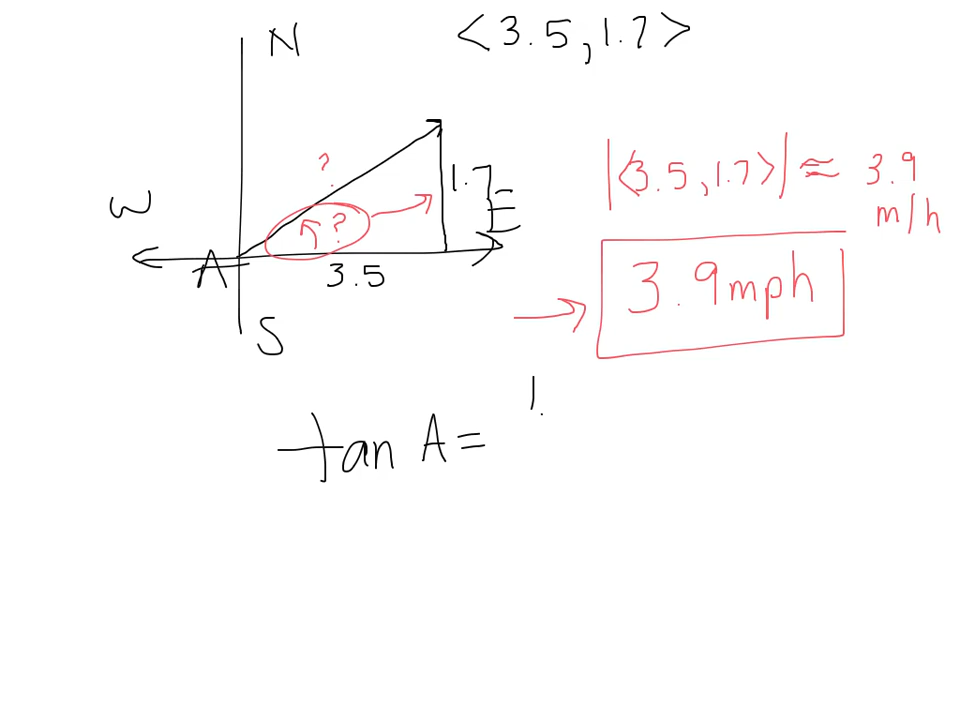 N
<3.5,1.7>
?
|<3.5,1.7>| ≈ 3.9
m/h
1.7
W
E
?
A
3.5
3.9mph
S
1.
tan A =